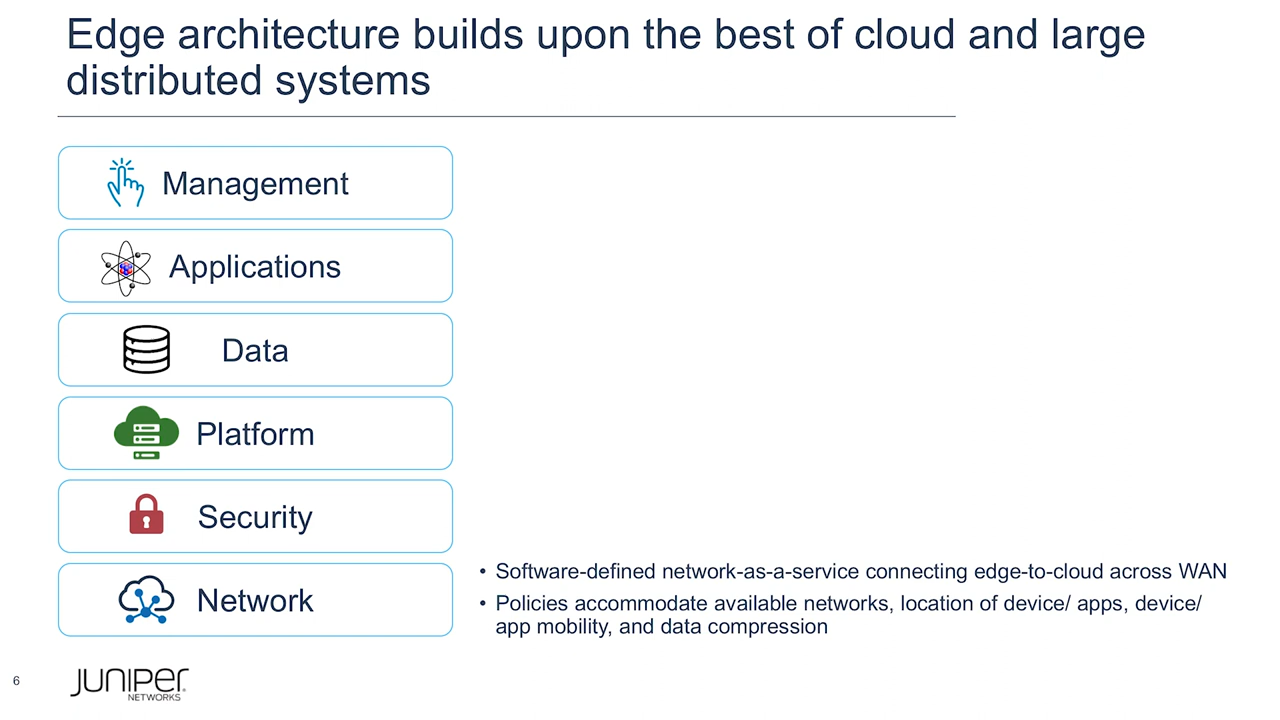 Edge architecture builds upon the best of cloud and large
distributed systems
Management
Applications
Data
Platform
Security
Network
• Software-defined network-as-a-service connecting edge-to-cloud across WAN
• Policies accommodate available networks, location of device/ apps, device/
app mobility, and data compression
6
JUNIPER
NETWORKS